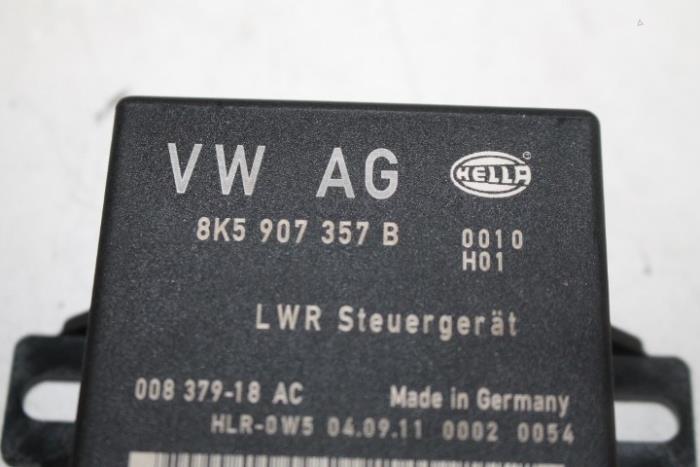 VW AG HELLA
8K5 907 357 B 0010
H01
LWR Steuergerät
008 379-18 AC Made in Germany
HLR-0W5 04.09.11 0002 0054